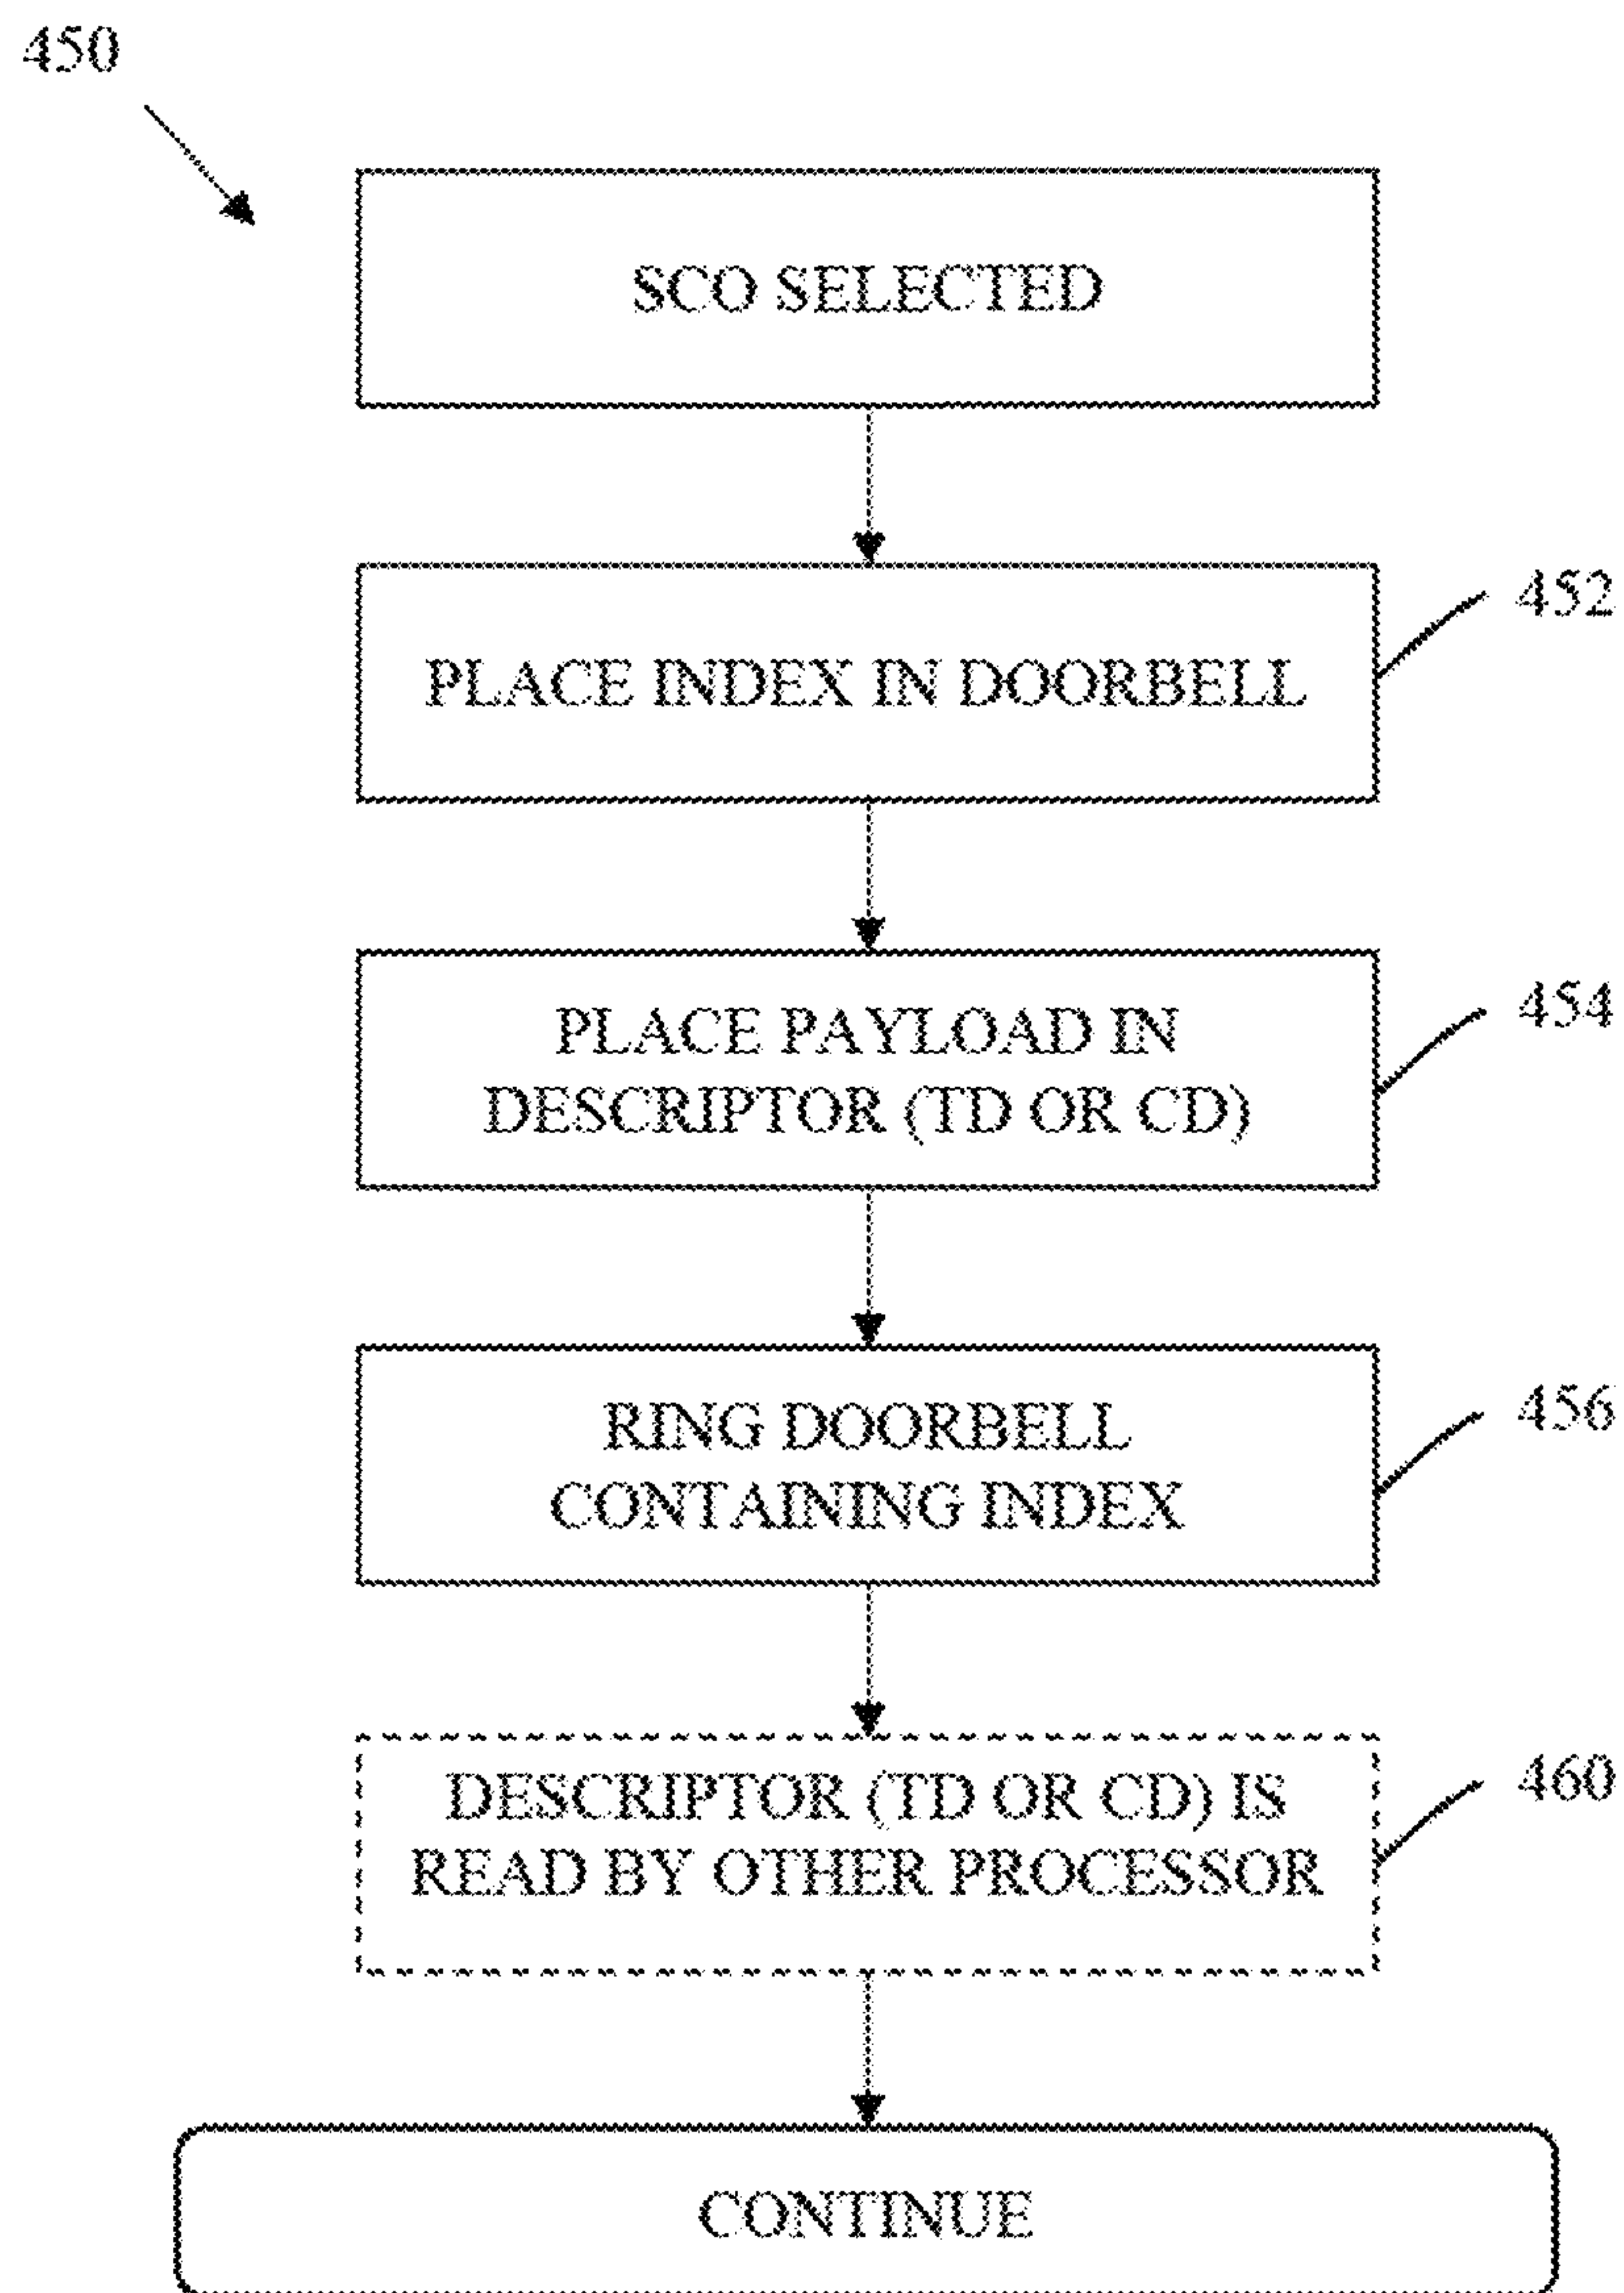 450
SCO SELECTED
PLACE INDEX IN DOORBELL
452
PLACE PAYLOAD IN
DESCRIPTOR (TD OR CD)
454
RING DOORBELL
CONTAINING INDEX
456
DESCRIPTOR (TD OR CD) IS
READ BY OTHER PROCESSOR
460
CONTINUE